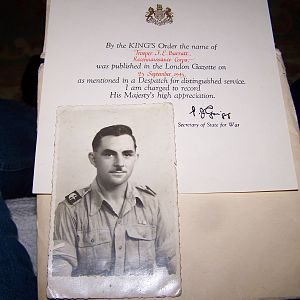 By the KING'S Order the name of
Trooper J. E. Barratt,
Reconnaissance Corps,
was published in the London Gazette on
23 September, 1943,
as mentioned in a Despatch for distinguished service.
I am charged to record
His Majesty's high appreciation.
Secretary of State for War